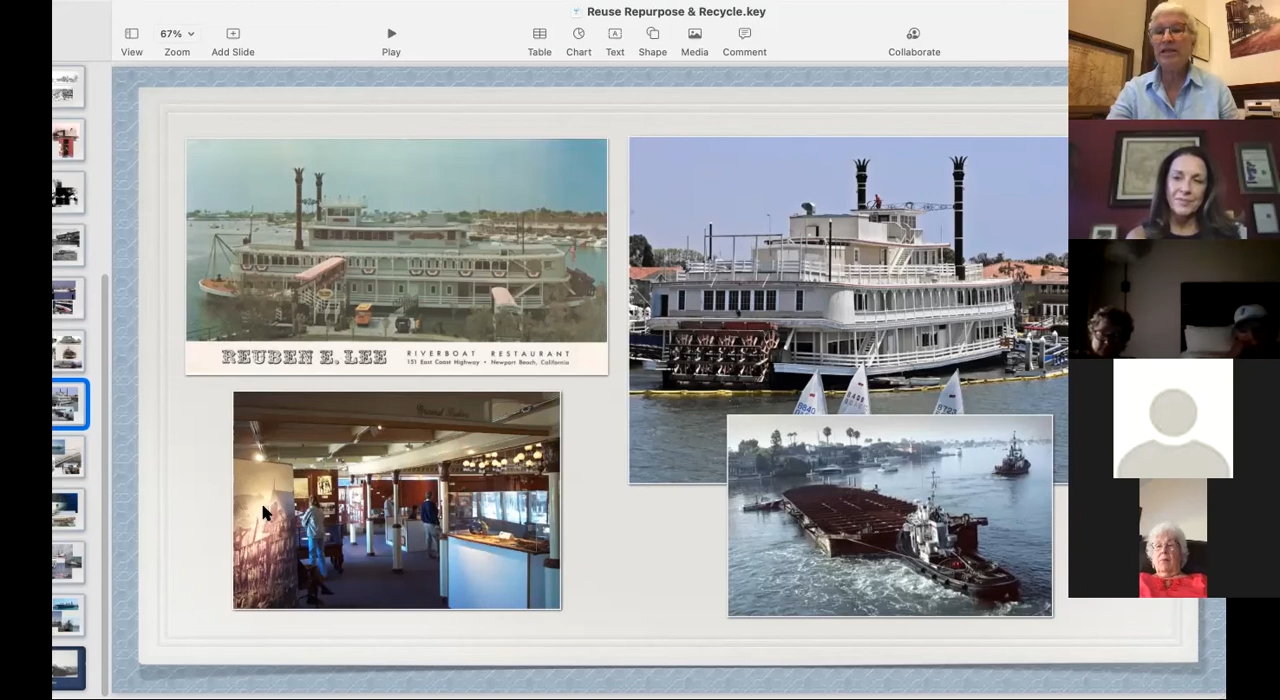 Reuse Repurpose & Recycle.key
67%
View
Zoom
Add Slide
Play
Table
Chart
Text
Shape
Media
Comment
Collaborate
REUBEN E. LEE
RIVERBOAT RESTAURANT
151 East Coast Highway • Newport Beach, California